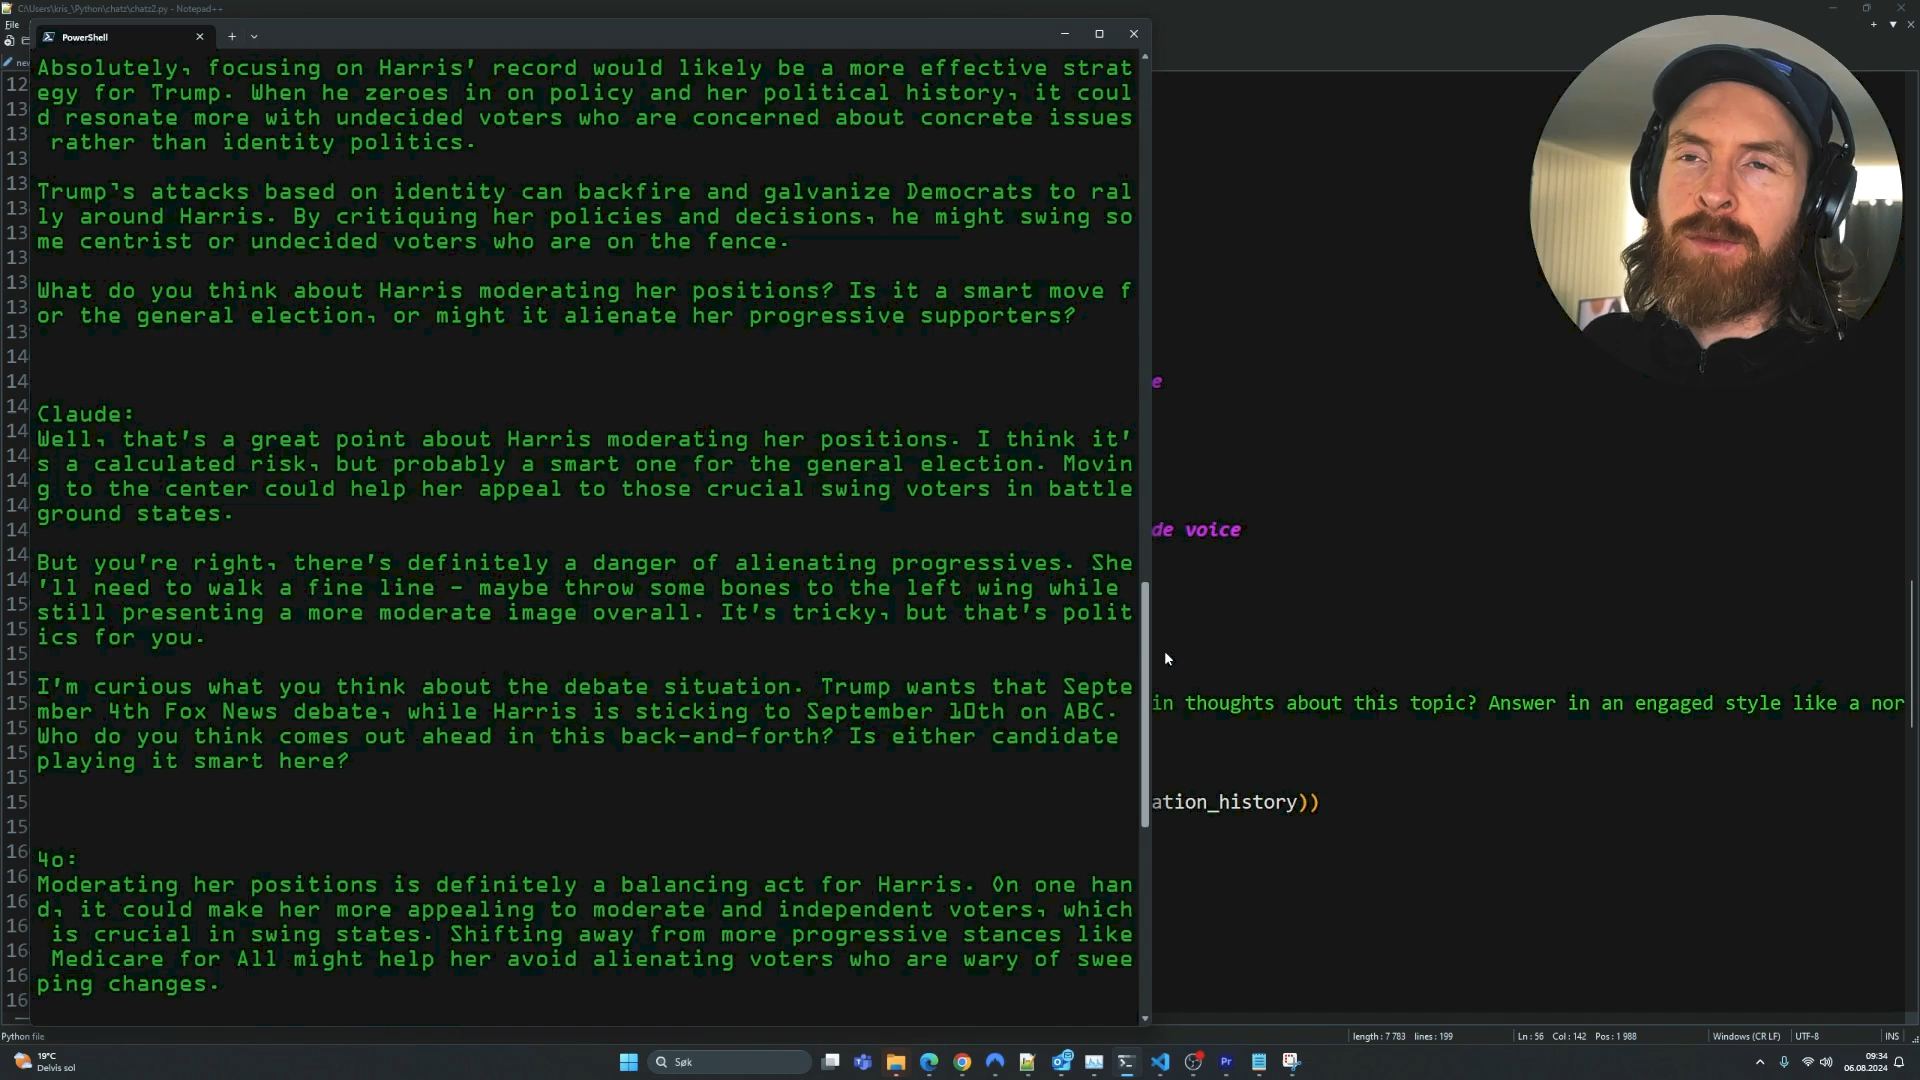 C:\Users\kris_\Python\chatz\chatz2.py - Notepad++
File
PowerShell
Absolutely, focusing on Harris' record would likely be a more effective strat
egy for Trump. When he zeroes in on policy and her political history, it coul
d resonate more with undecided voters who are concerned about concrete issues
rather than identity politics.
Trump's attacks based on identity can backfire and galvanize Democrats to ral
ly around Harris. By critiquing her policies and decisions, he might swing so
me centrist or undecided voters who are on the fence.
What do you think about Harris moderating her positions? Is it a smart move f
or the general election, or might it alienate her progressive supporters?
Claude:
Well, that's a great point about Harris moderating her positions. I think it'
s a calculated risk, but probably a smart one for the general election. Movin
g to the center could help her appeal to those crucial swing voters in battle
ground states.
But you're right, there's definitely a danger of alienating progressives. She
'll need to walk a fine line - maybe throw some bones to the left wing while
still presenting a more moderate image overall. It's tricky, but that's polit
ics for you.
I'm curious what you think about the debate situation. Trump wants that Septe
mber 4th Fox News debate, while Harris is sticking to September 10th on ABC.
Who do you think comes out ahead in this back-and-forth? Is either candidate
playing it smart here?
4o:
Moderating her positions is definitely a balancing act for Harris. On one han
d, it could make her more appealing to moderate and independent voters, which
is crucial in swing states. Shifting away from more progressive stances like
Medicare for All might help her avoid alienating voters who are wary of swee
ping changes.
e
de voice
in thoughts about this topic? Answer in an engaged style like a nor
ation_history))
Python file
length : 7 783 lines : 199
Ln : 56 Col : 142 Pos : 1 988
Windows (CR LF)
UTF-8
INS
19°C
Delvis sol
Søk
09:34
06.08.2024